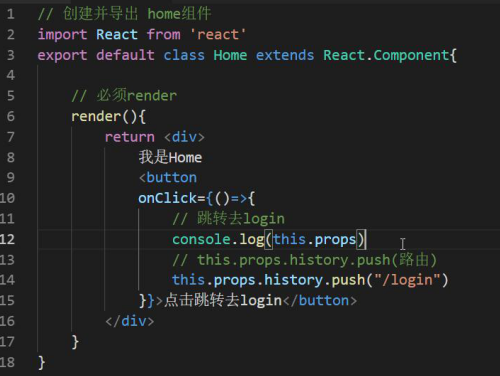 1 // 创建并导出 home组件
2 import React from 'react'
3 export default class Home extends React.Component{
4
5 // 必须render
6 render(){
7 return <div>
8 我是Home
9 <button
10 onClick={()=>{
11 // 跳转去login
12 console.log(this.props)
13 // this.props.history.push(路由)
14 this.props.history.push("/login")
15 }}>点击跳转去login</button>
16 </div>
17 }
18 }